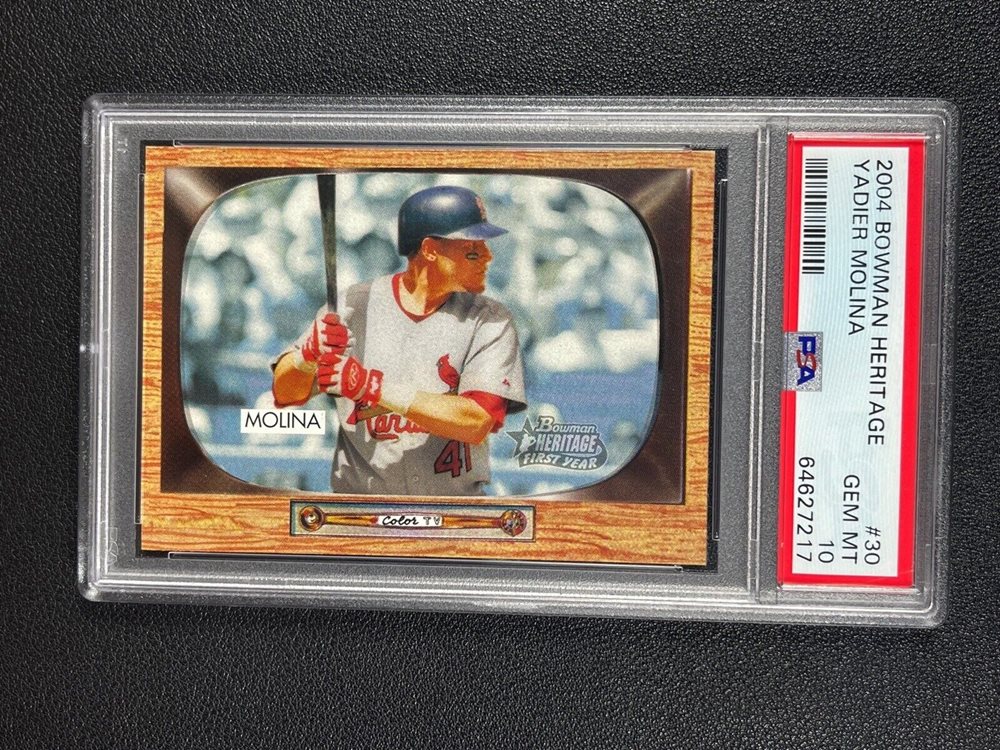 2004 BOWMAN HERITAGE #30
YADIER MOLINA GEM MT
10
PSA 64627217
MOLINA
Cardi
41
Bowman
HERITAGE
FIRST YEAR
Color TV